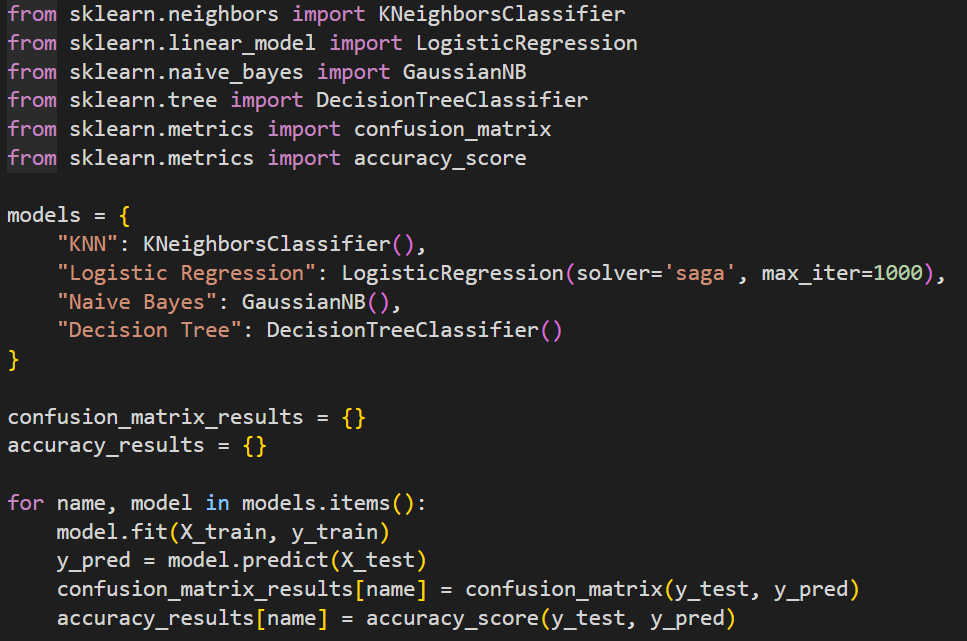 from sklearn.neighbors import KNeighborsClassifier
from sklearn.linear_model import LogisticRegression
from sklearn.naive_bayes import GaussianNB
from sklearn.tree import DecisionTreeClassifier
from sklearn.metrics import confusion_matrix
from sklearn.metrics import accuracy_score

models = {
    "KNN": KNeighborsClassifier(),
    "Logistic Regression": LogisticRegression(solver='saga', max_iter=1000),
    "Naive Bayes": GaussianNB(),
    "Decision Tree": DecisionTreeClassifier()
}

confusion_matrix_results = {}
accuracy_results = {}

for name, model in models.items():
    model.fit(X_train, y_train)
    y_pred = model.predict(X_test)
    confusion_matrix_results[name] = confusion_matrix(y_test, y_pred)
    accuracy_results[name] = accuracy_score(y_test, y_pred)